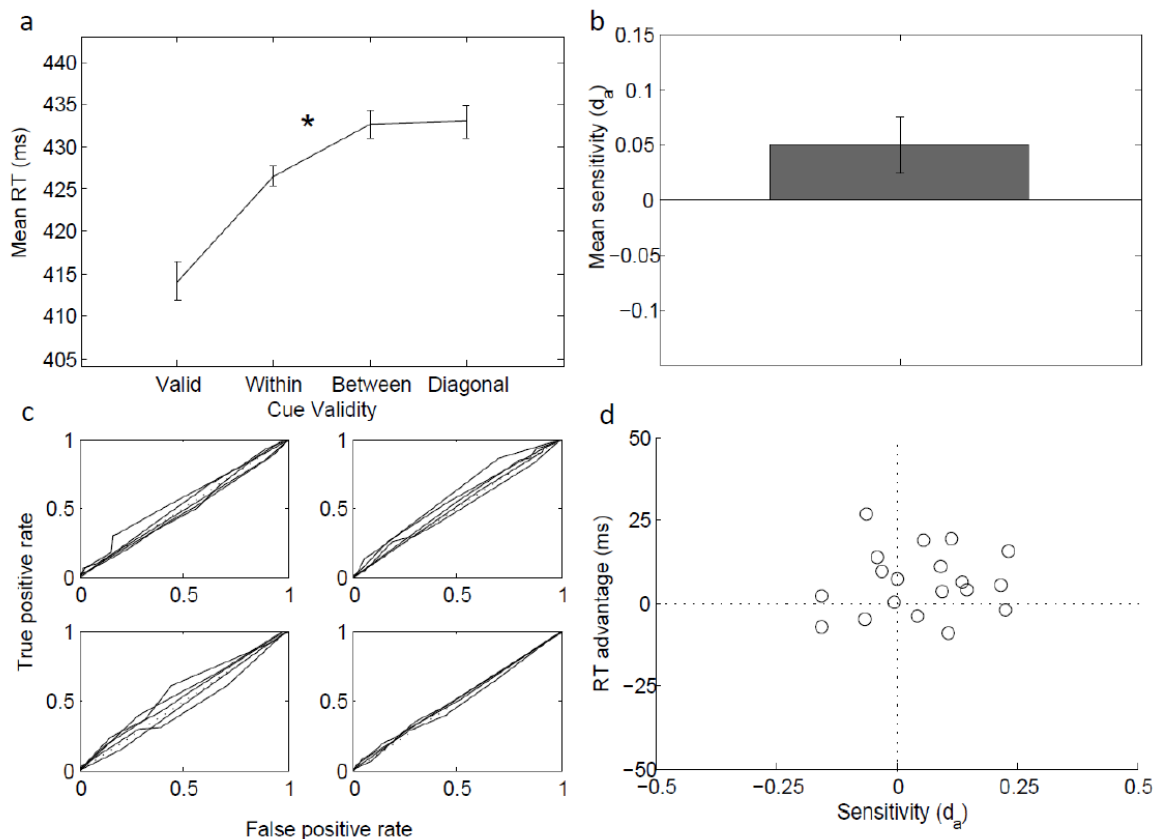 a
440
435
430
425
420
415
410
405
Mean RT (ms)
*
Valid Within Between Diagonal
Cue Validity
b
0.15
0.1
0.05
0
−0.05
−0.1
Mean sensitivity (d_a)
c
1
0.5
0
0 0.5 1
1
0.5
0
0 0.5 1
1
0.5
0
0 0.5 1
1
0.5
0
0 0.5 1
True positive rate
False positive rate
d
50
25
0
−25
−50
−0.5 −0.25 0 0.25 0.5
RT advantage (ms)
Sensitivity (d_a)